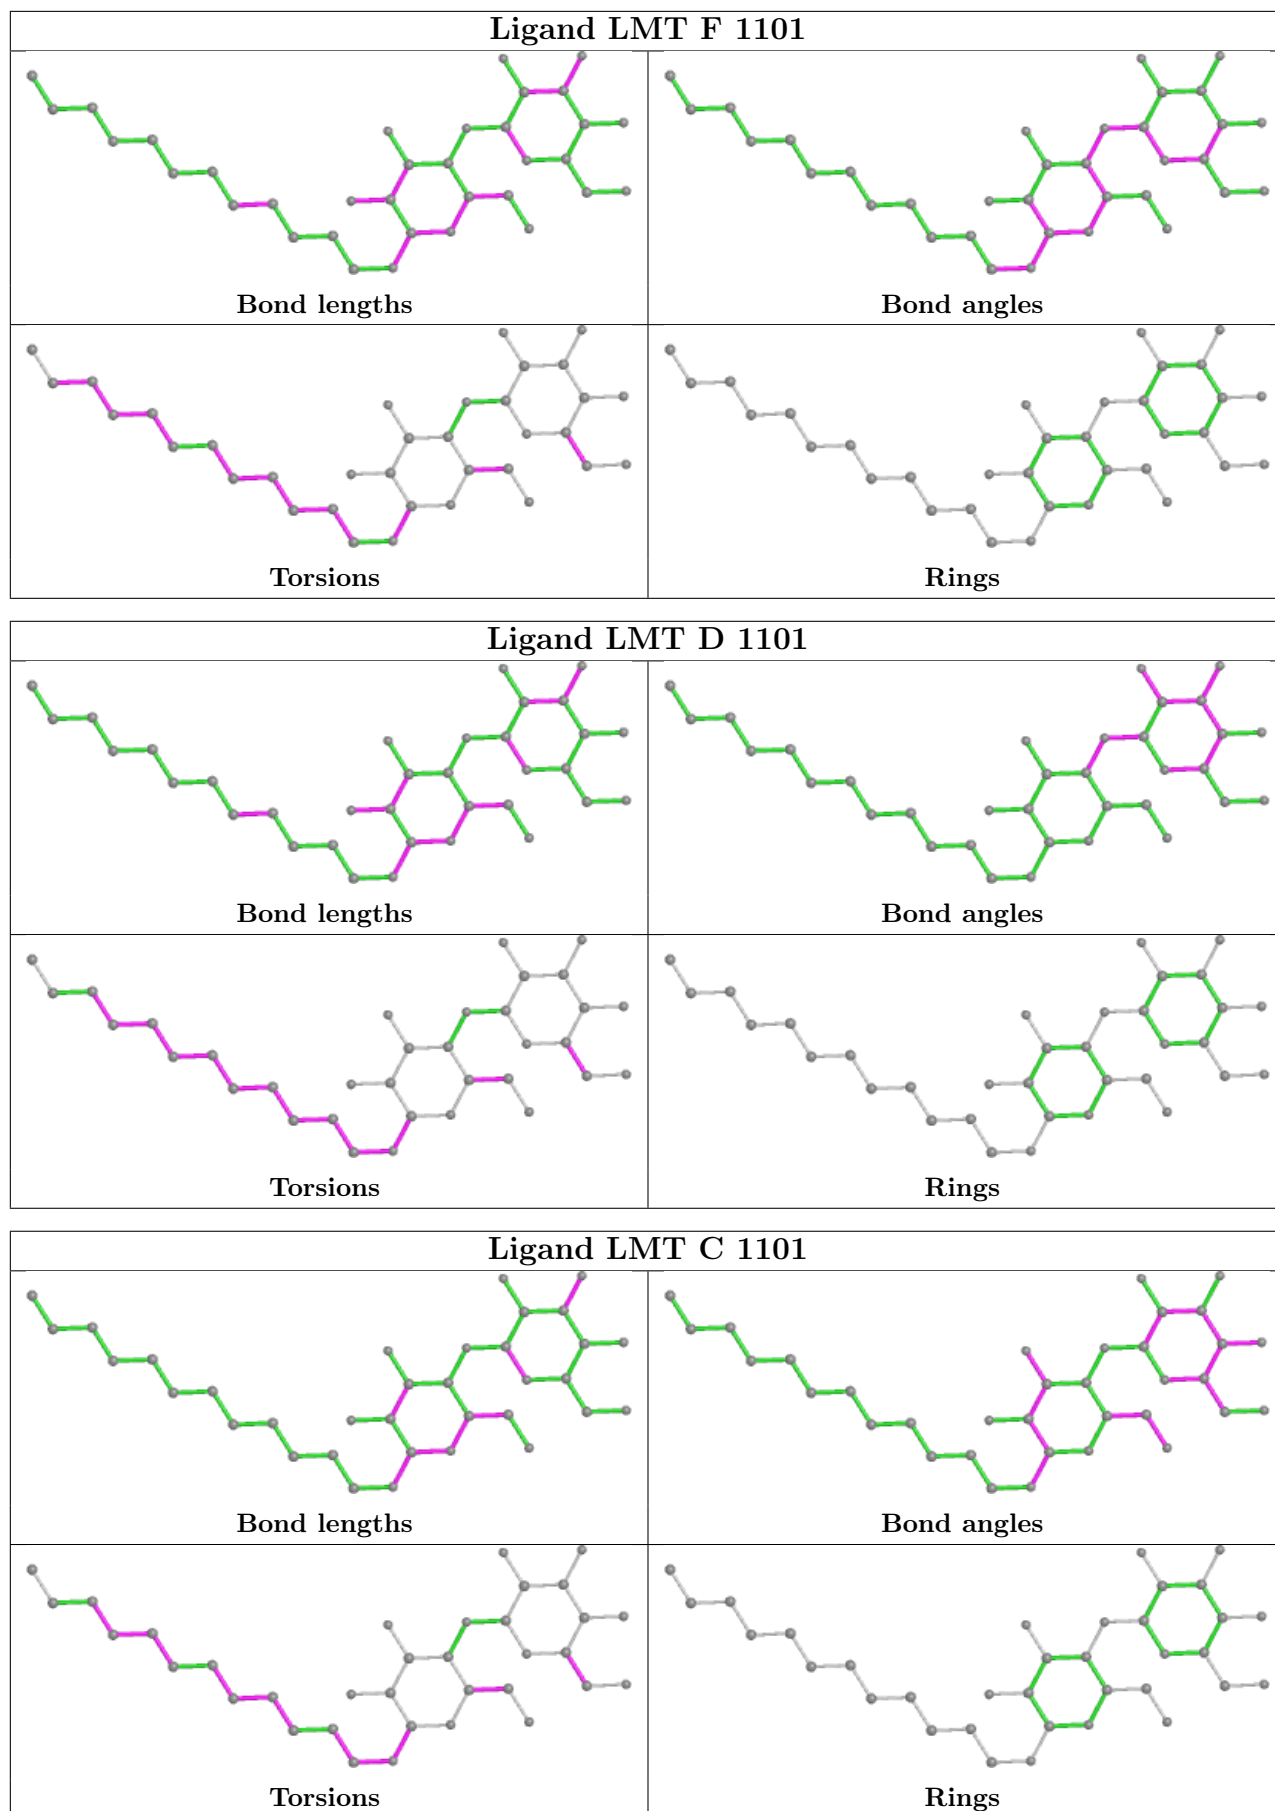 Ligand LMT F 1101
Bond lengths
Bond angles
Torsions
Rings
Ligand LMT D 1101
Bond lengths
Bond angles
Torsions
Rings
Ligand LMT C 1101
Bond lengths
Bond angles
Torsions
Rings